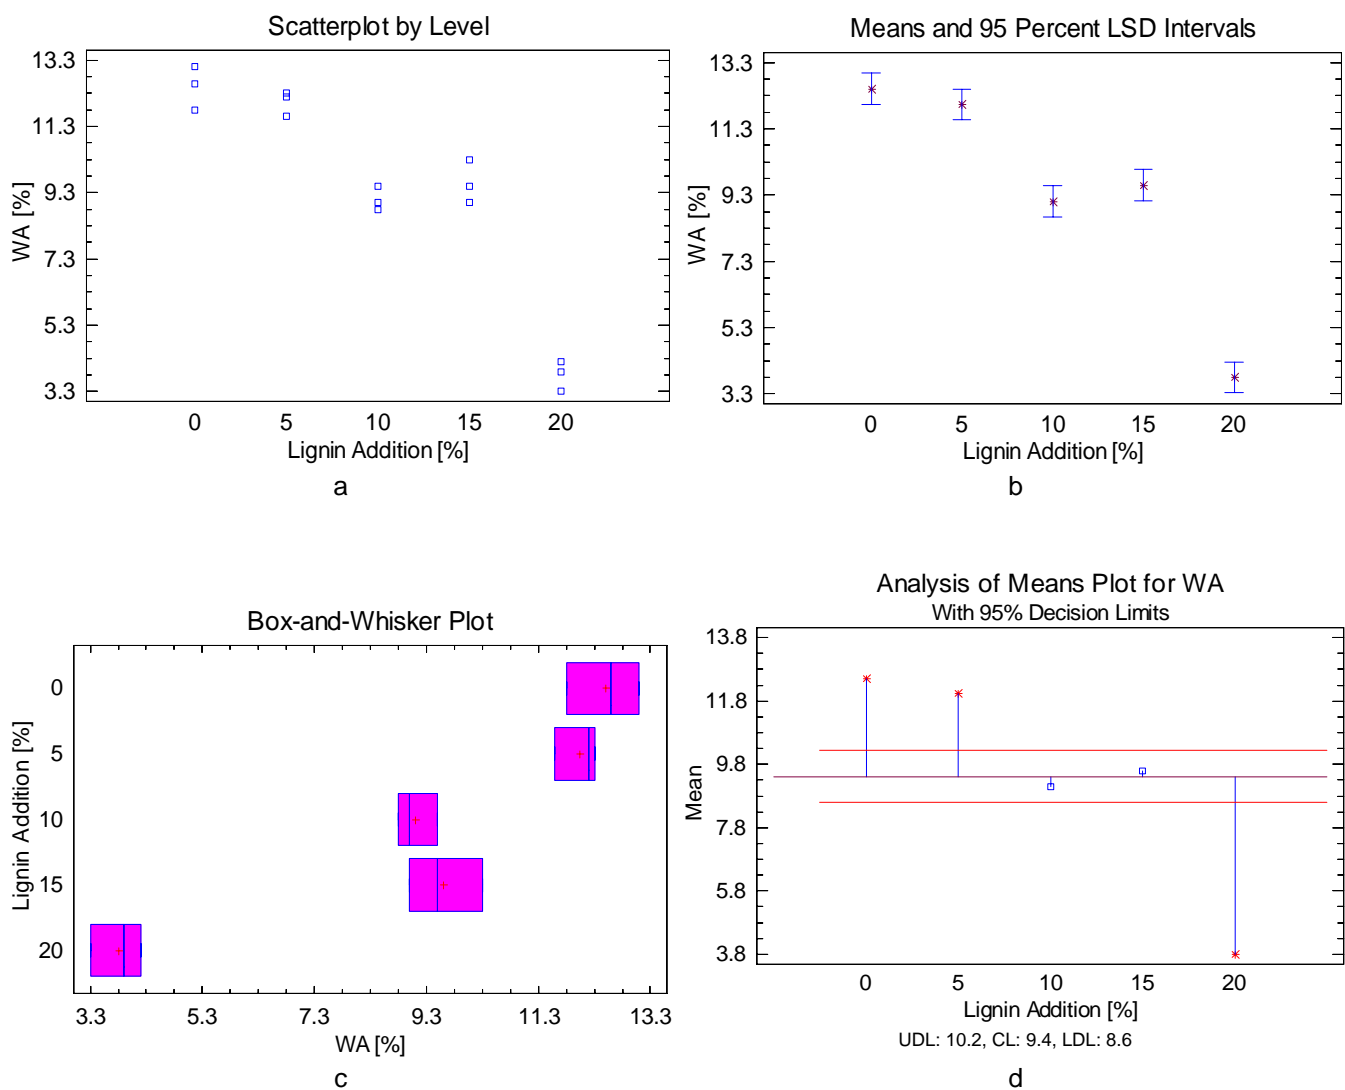 Scatterplot by Level
13.3
11.3
9.3
7.3
5.3
3.3
WA [%]
0 5 10 15 20
Lignin Addition [%]
a
Means and 95 Percent LSD Intervals
13.3
11.3
9.3
7.3
5.3
3.3
WA [%]
0 5 10 15 20
Lignin Addition [%]
b
Box-and-Whisker Plot
Lignin Addition [%]
0
5
10
15
20
3.3 5.3 7.3 9.3 11.3 13.3
WA [%]
c
Analysis of Means Plot for WA
With 95% Decision Limits
13.8
11.8
9.8
7.8
5.8
3.8
Mean
0 5 10 15 20
Lignin Addition [%]
UDL: 10.2, CL: 9.4, LDL: 8.6
d